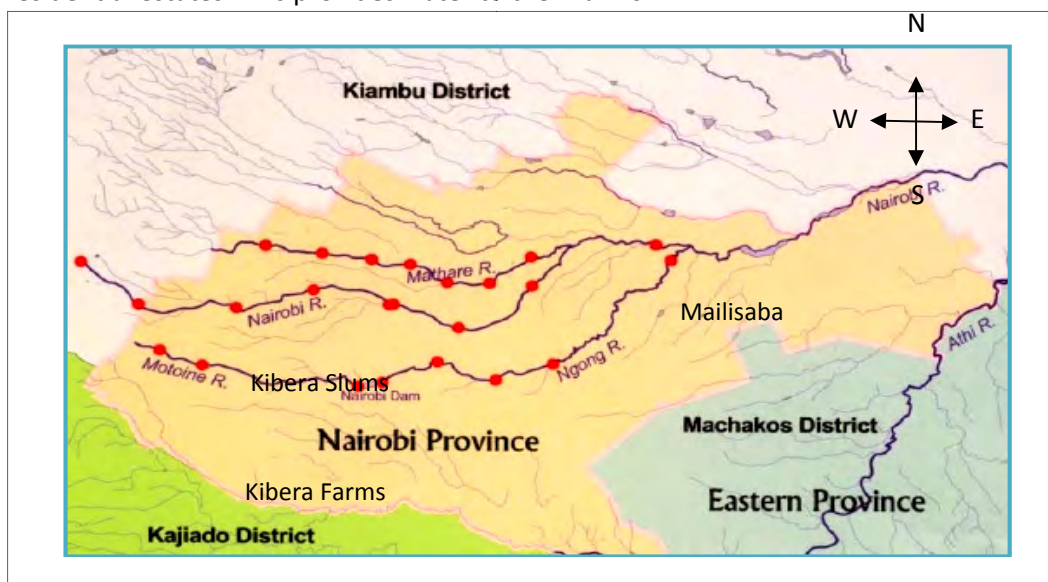 N
Kiambu District
W
E
S
Nairobi R.
Mathare R.
Nairobi R.
Mailisaba
Athi R.
Motoine R.
Kibera Slums
Ngong R.
Nairobi Dam
Machakos District
Nairobi Province
Kibera Farms
Eastern Province
Kajiado District